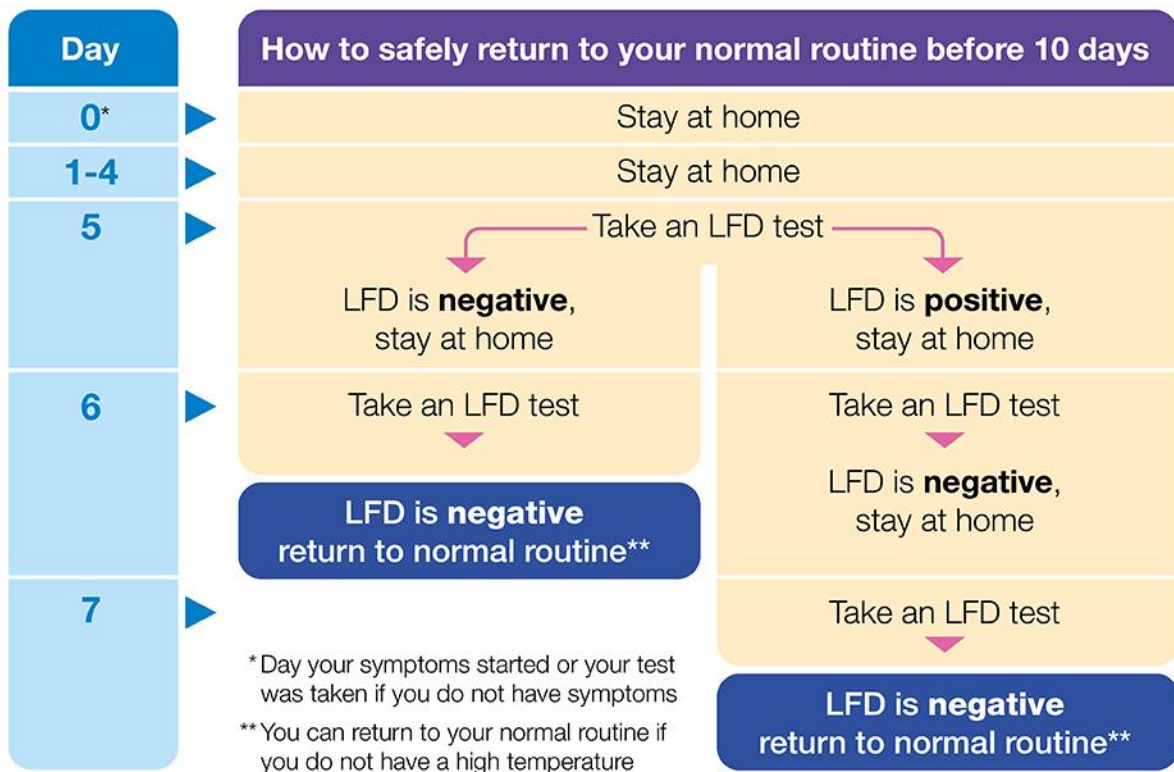 Day
How to safely return to your normal routine before 10 days
0*
Stay at home
1-4
Stay at home
5
Take an LFD test
LFD is negative,
stay at home
LFD is positive,
stay at home
6
Take an LFD test
LFD is negative
return to normal routine**
Take an LFD test
LFD is negative,
stay at home
7
Take an LFD test
LFD is negative
return to normal routine**
* Day your symptoms started or your test
was taken if you do not have symptoms
** You can return to your normal routine if
you do not have a high temperature